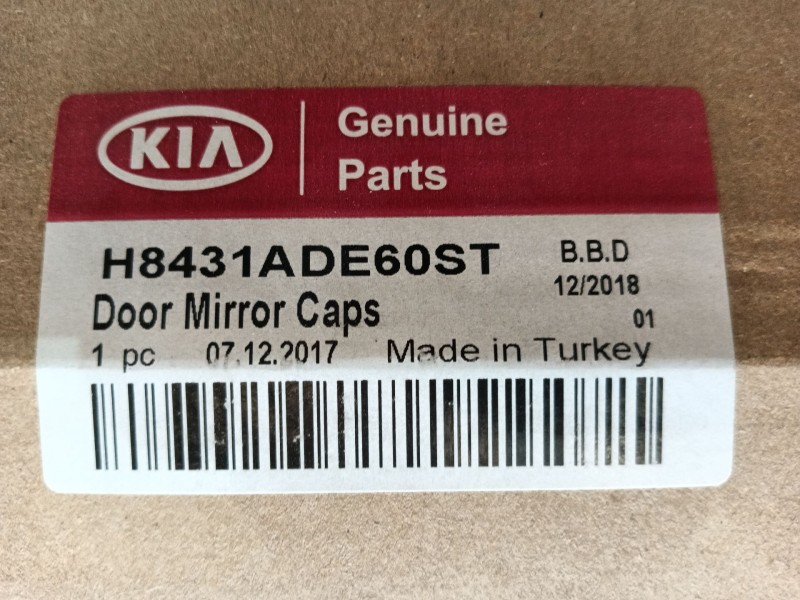 KIA
Genuine
Parts
H8431ADE60ST
B.B.D
12/2018
Door Mirror Caps
01
1 pc 07.12.2017 Made in Turkey